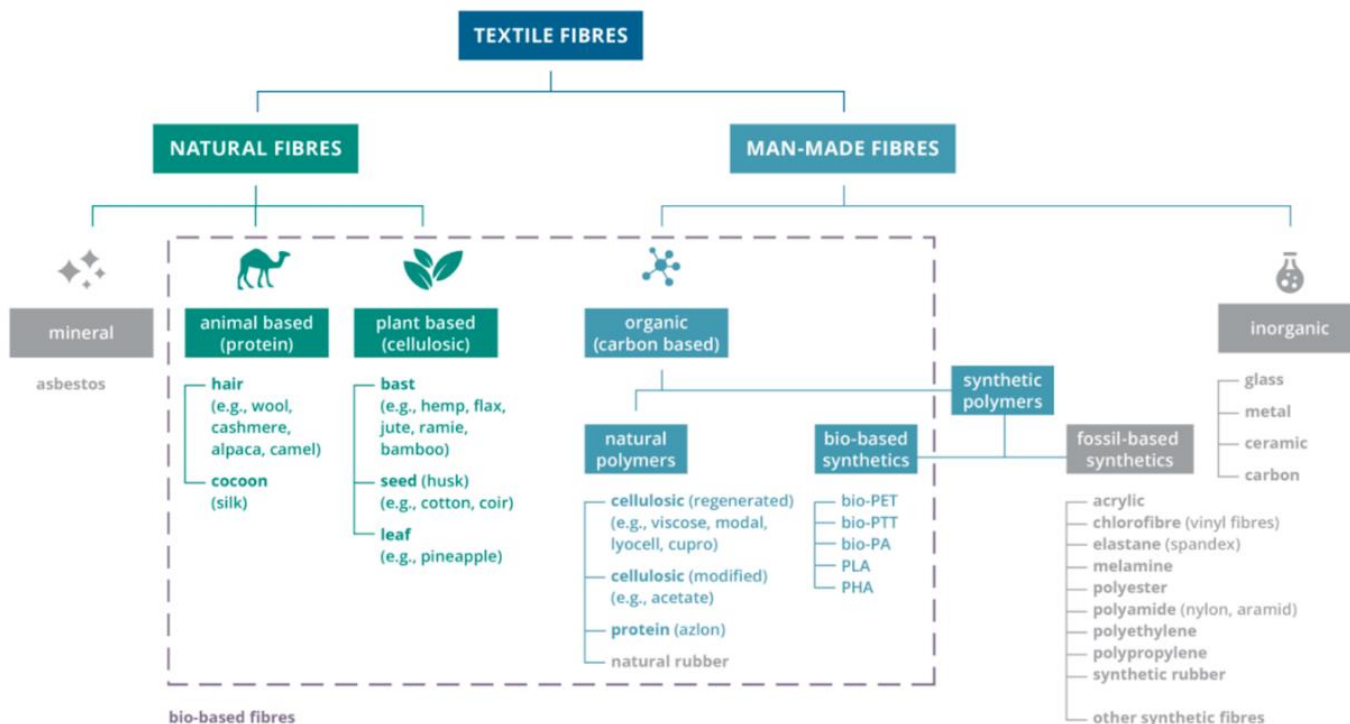 TEXTILE FIBRES
NATURAL FIBRES
MAN-MADE FIBRES
mineral
asbestos
animal based
(protein)
hair
(e.g., wool,
cashmere,
alpaca, camel)
cocoon
(silk)
plant based
(cellulosic)
bast
(e.g., hemp, flax,
jute, ramie,
bamboo)
seed (husk)
(e.g., cotton, coir)
leaf
(e.g., pineapple)
organic
(carbon based)
natural
polymers
cellulosic (regenerated)
(e.g., viscose, modal,
lyocell, cupro)
cellulosic (modified)
(e.g., acetate)
protein (azlon)
natural rubber
synthetic
polymers
bio-based
synthetics
bio-PET
bio-PTT
bio-PA
PLA
PHA
fossil-based
synthetics
acrylic
chlorofibre (vinyl fibres)
elastane (spandex)
melamine
polyester
polyamide (nylon, aramid)
polyethylene
polypropylene
synthetic rubber
other synthetic fibres
inorganic
glass
metal
ceramic
carbon
bio-based fibres